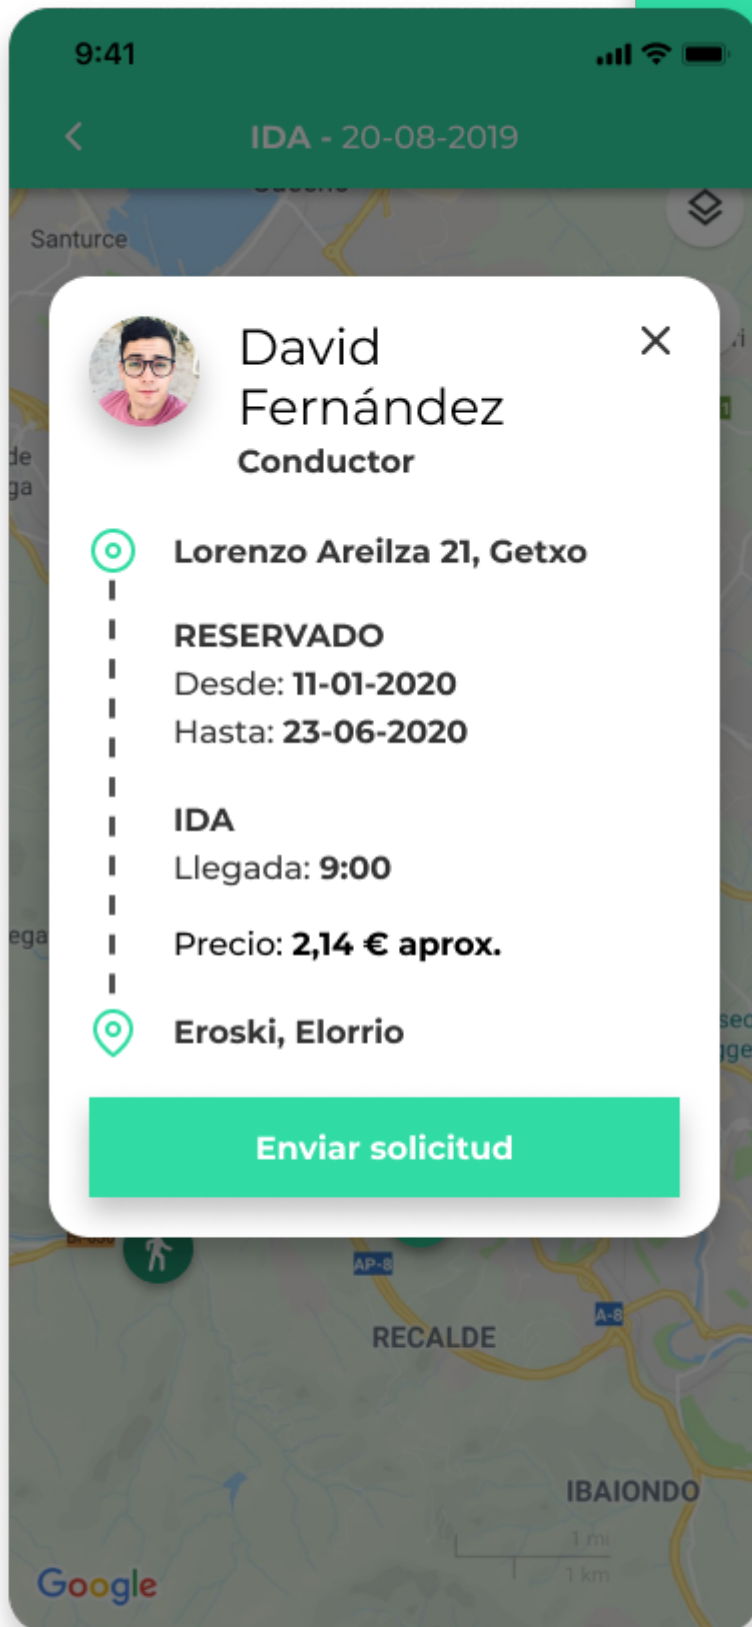 9:41
IDA - 20-08-2019
Santurce
David
Fernández
Conductor
Lorenzo Areilza 21, Getxo
RESERVADO
Desde: 11-01-2020
Hasta: 23-06-2020
IDA
Llegada: 9:00
Precio: 2,14 € aprox.
Eroski, Elorrio
Enviar solicitud
AP-8
A-8
RECALDE
IBAIONDO
1 mi
1 km
Google